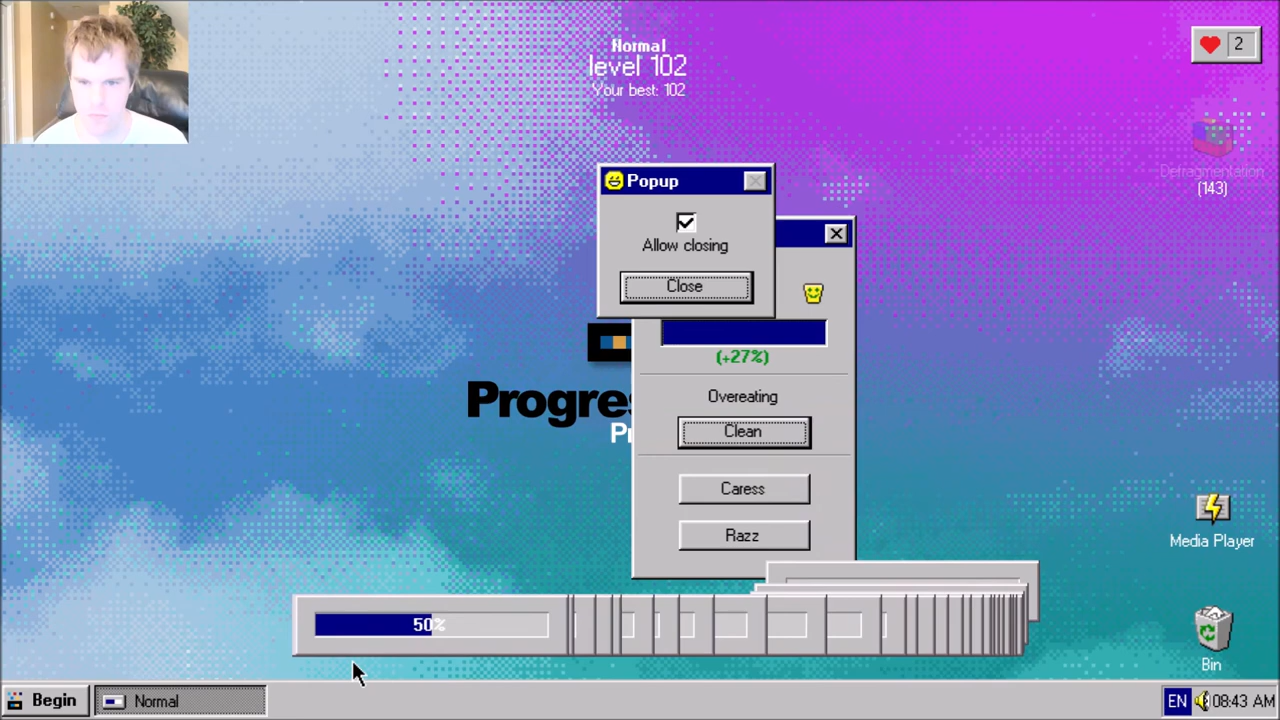 Normal
level 102
Your best: 102
2
Defragmentation
(143)
Popup
Allow closing
Close
(+27%)
Progre
Pr
Overeating
Clean
Caress
Razz
Media Player
50%
Bin
Begin
Normal
EN
08:43 AM